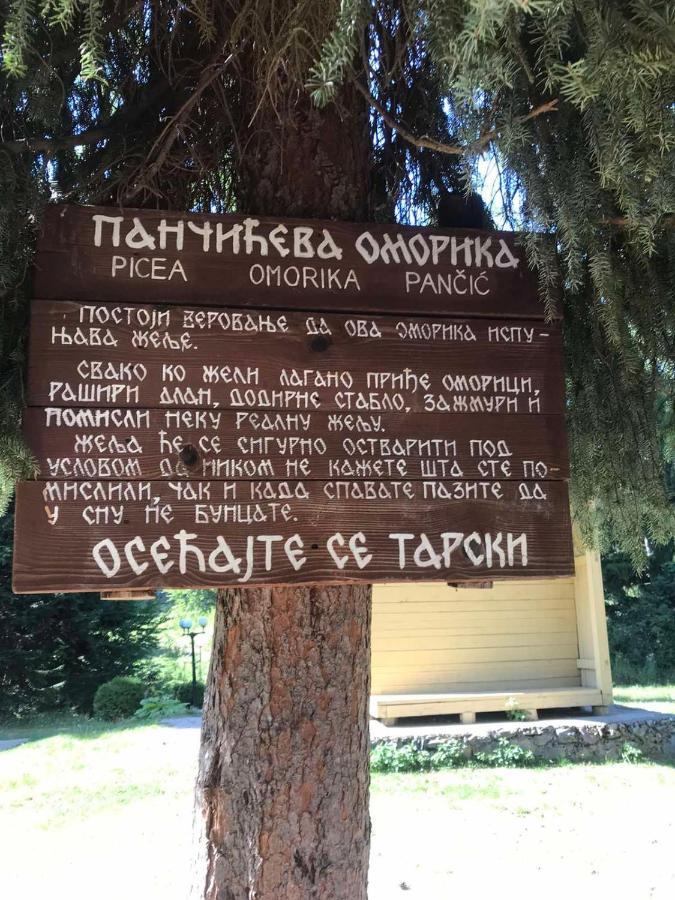 ПАНЧИЋЕВА ОМОРИКА
PICEA OMORIKA PANČIĆ
ПОСТОЈИ ВЕРОВАЊЕ ДА ОВА ОМОРИКА ИСПУ-
ЊАВА ЖЕЉЕ.
СВАКО КО ЖЕЛИ ЛАГАНО ПРИЂЕ ОМОРИЦИ,
РАШИРИ ДЛАН, ДОДИРНЕ СТАБЛО, ЗАЖМУРИ И
ПОМИСЛИ НЕКУ РЕАЛНУ ЖЕЉУ.
ЖЕЉА ЋЕ СЕ СИГУРНО ОСТВАРИТИ ПОД
УСЛОВОМ ДА НИКОМ НЕ КАЖЕТЕ ШТА СТЕ ПО-
МИСЛИЛИ, ЧАК И КАДА СПАВАТЕ ПАЗИТЕ ДА
У СНУ НЕ БУНЦАТЕ.
ОСЕЋАЈТЕ СЕ ТАРСКИ